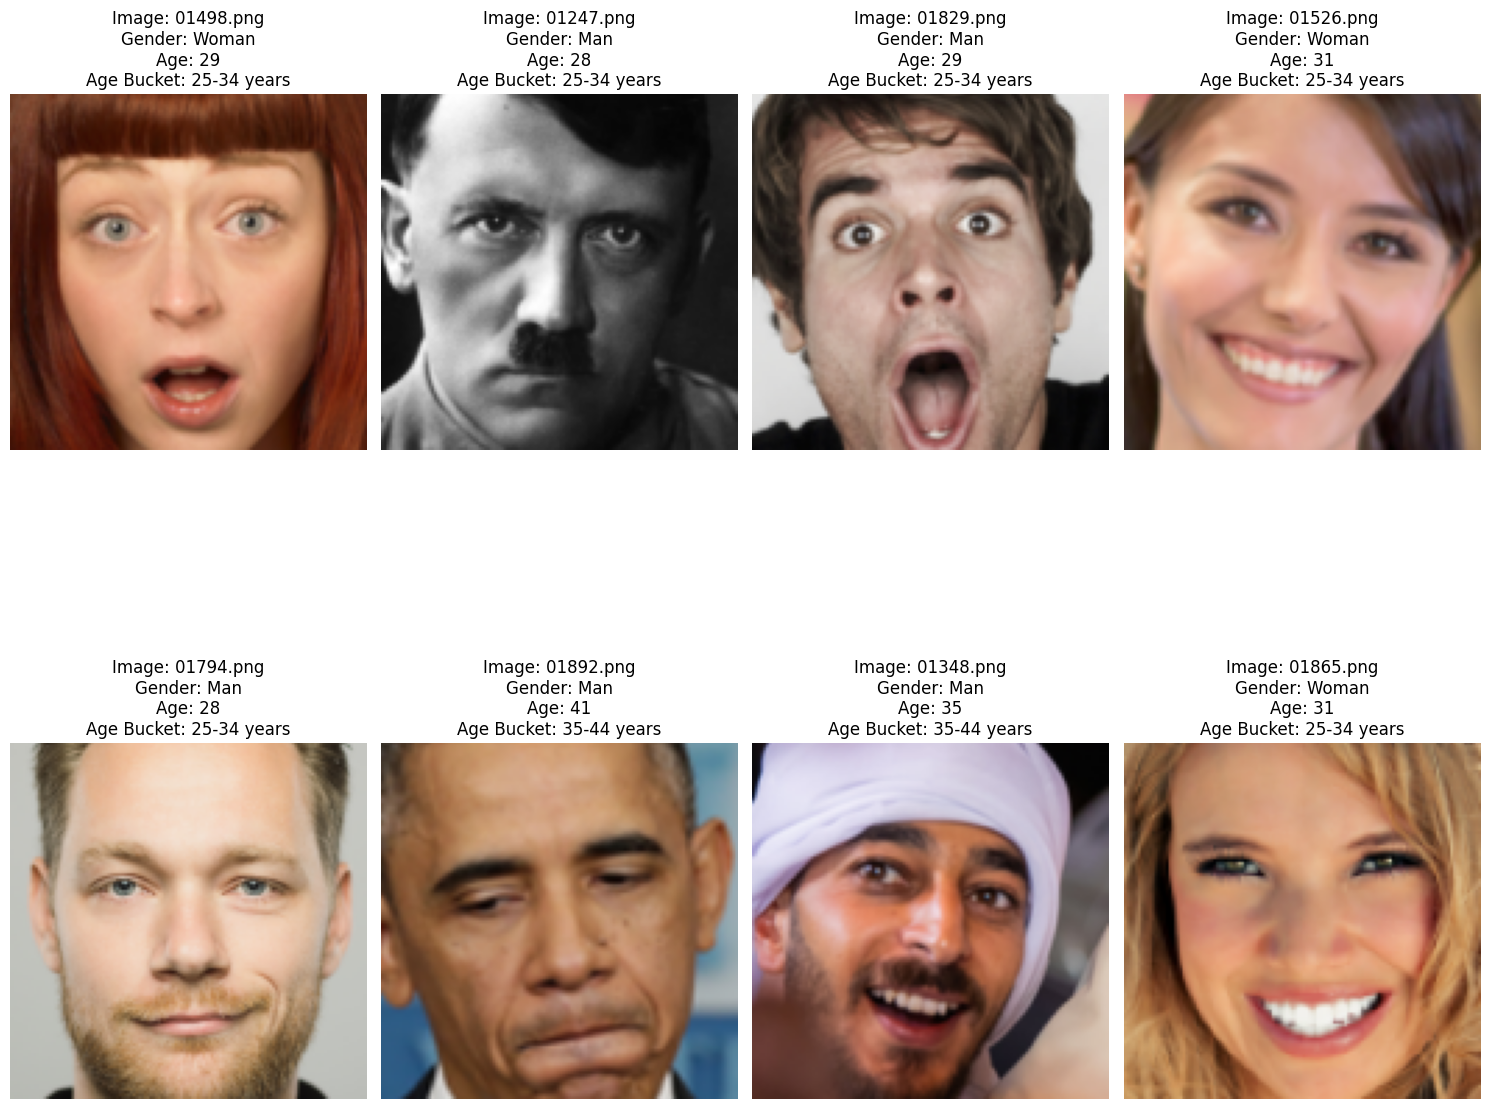 Image: 01498.png
Gender: Woman
Age: 29
Age Bucket: 25-34 years
Image: 01247.png
Gender: Man
Age: 28
Age Bucket: 25-34 years
Image: 01829.png
Gender: Man
Age: 29
Age Bucket: 25-34 years
Image: 01526.png
Gender: Woman
Age: 31
Age Bucket: 25-34 years
Image: 01794.png
Gender: Man
Age: 28
Age Bucket: 25-34 years
Image: 01892.png
Gender: Man
Age: 41
Age Bucket: 35-44 years
Image: 01348.png
Gender: Man
Age: 35
Age Bucket: 35-44 years
Image: 01865.png
Gender: Woman
Age: 31
Age Bucket: 25-34 years